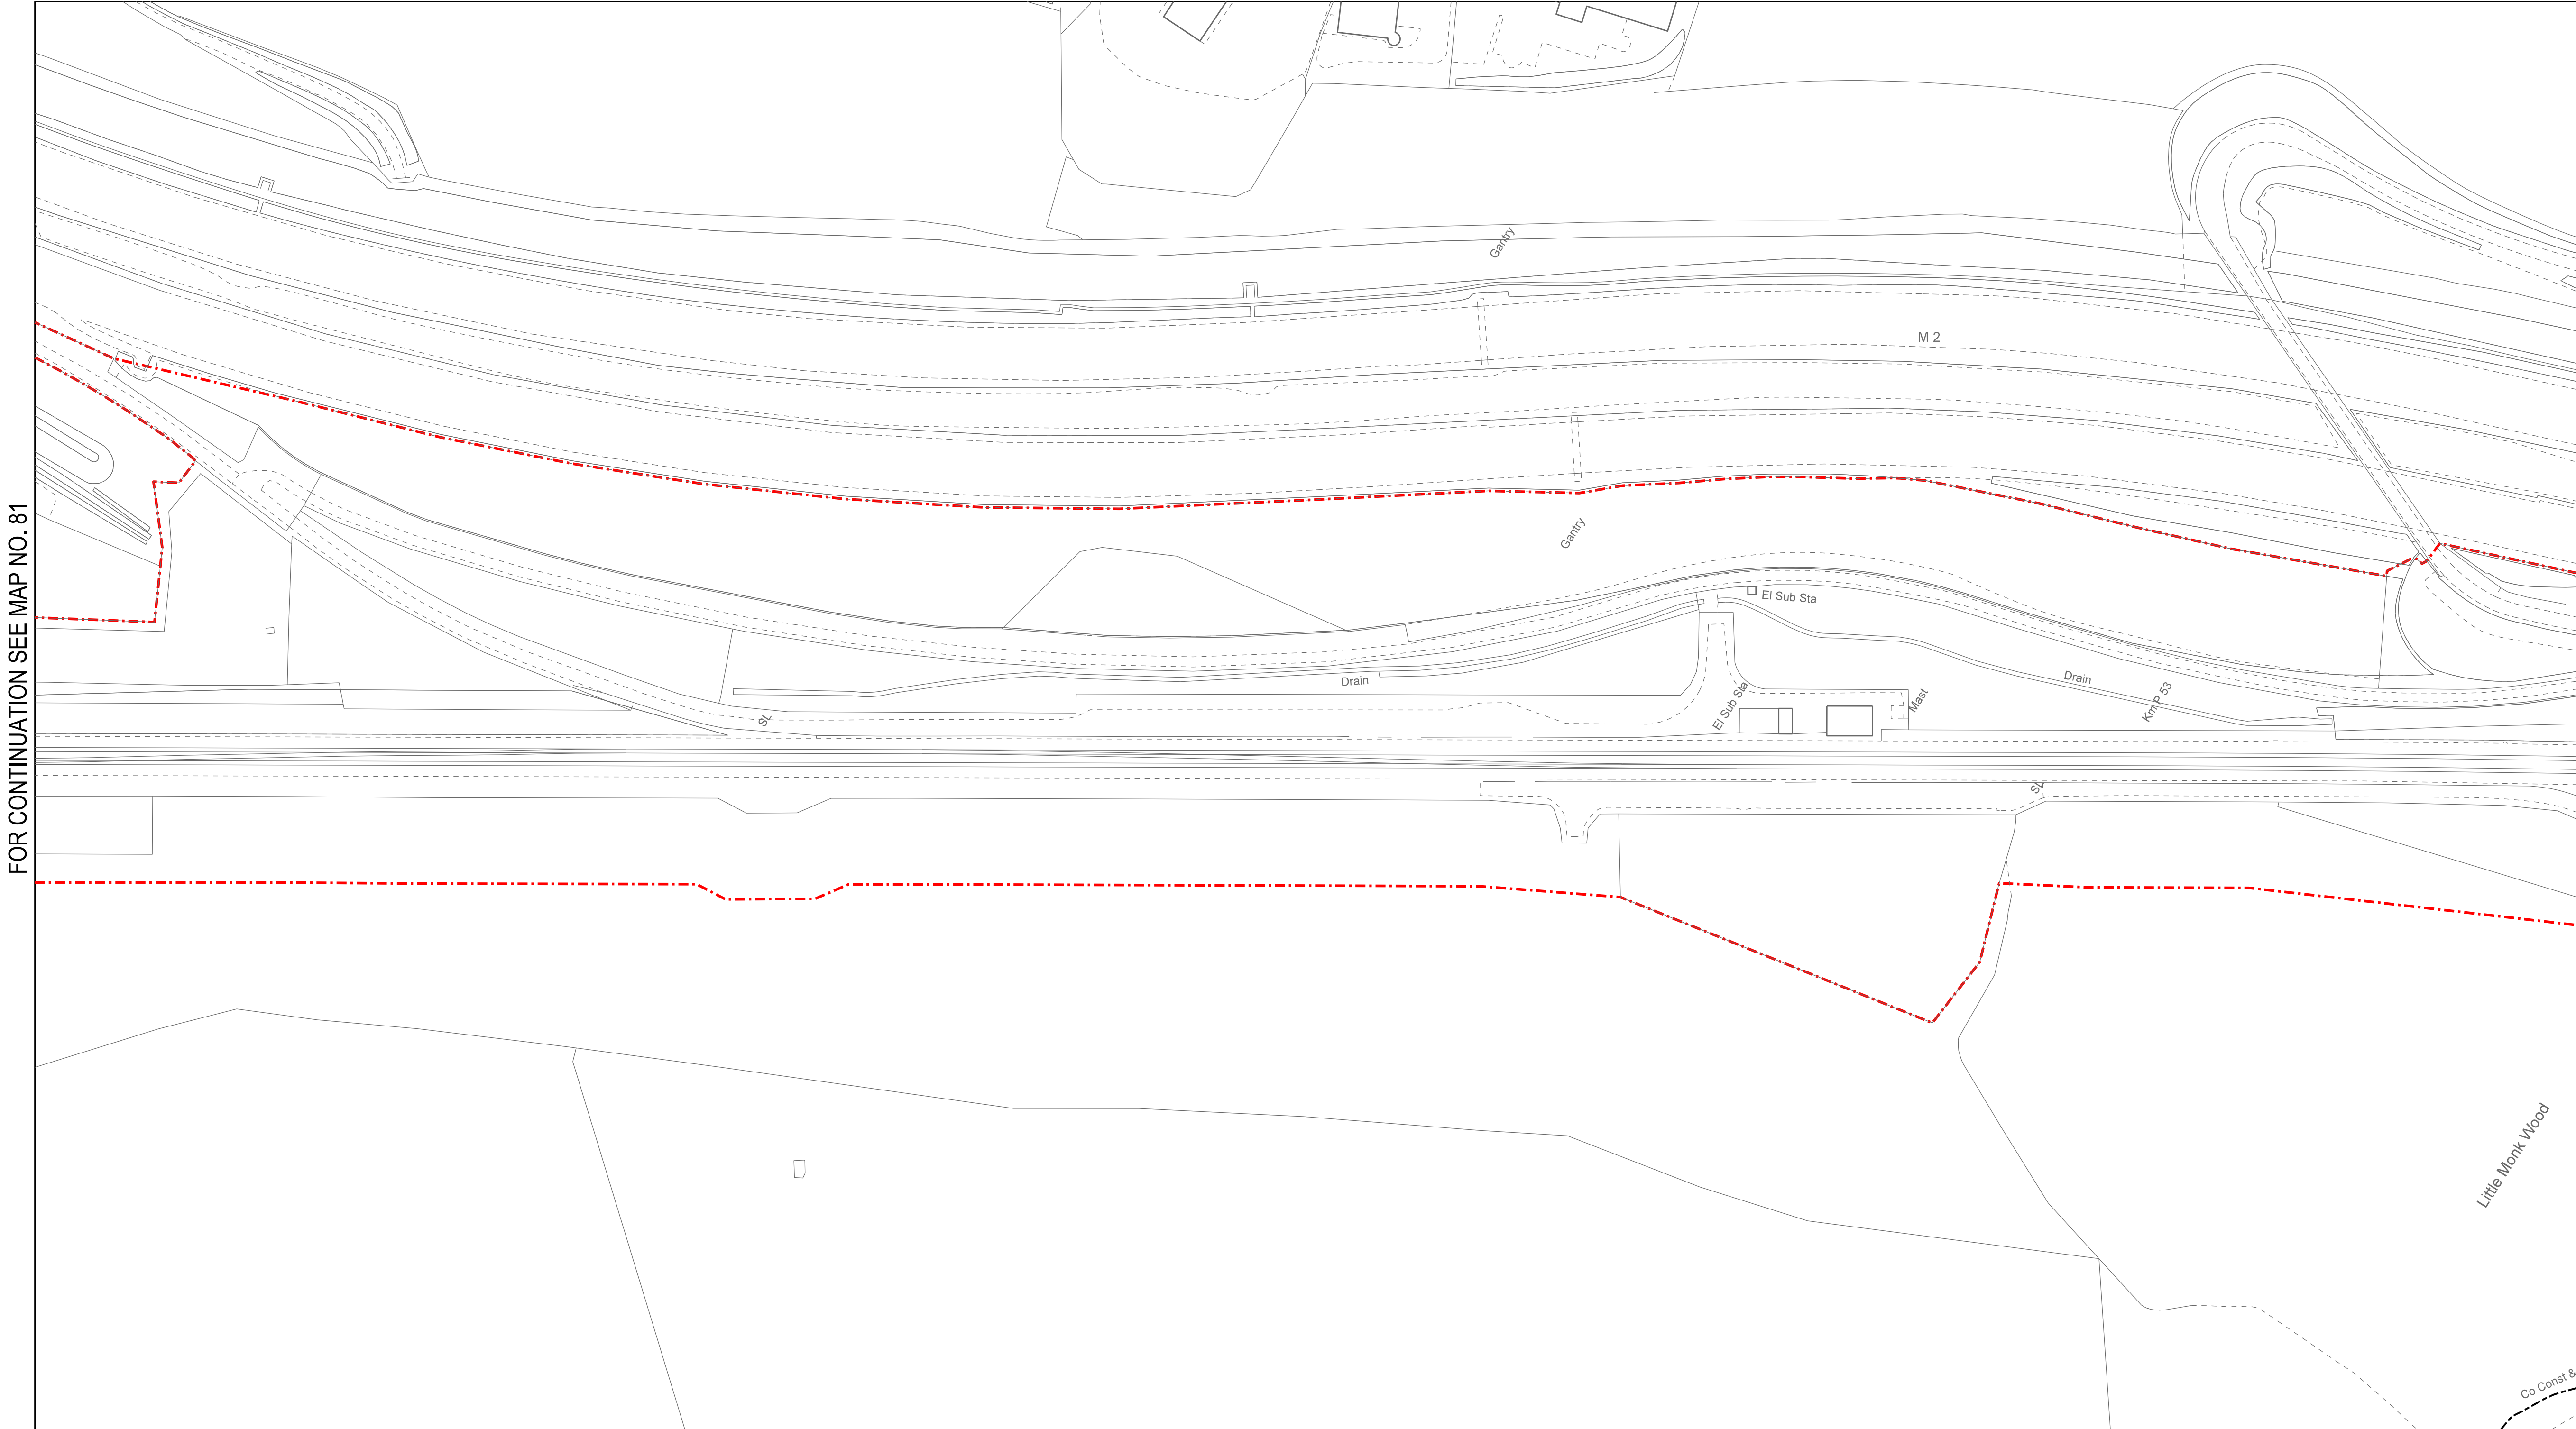 Gantry
M 2
FOR CONTINUATION SEE MAP NO. 81
Gantry
El Sub Sta
Drain
Drain
El Sub Sta
Mast
Km P 53
SL
SL
Little Monk Wood
Co Const &